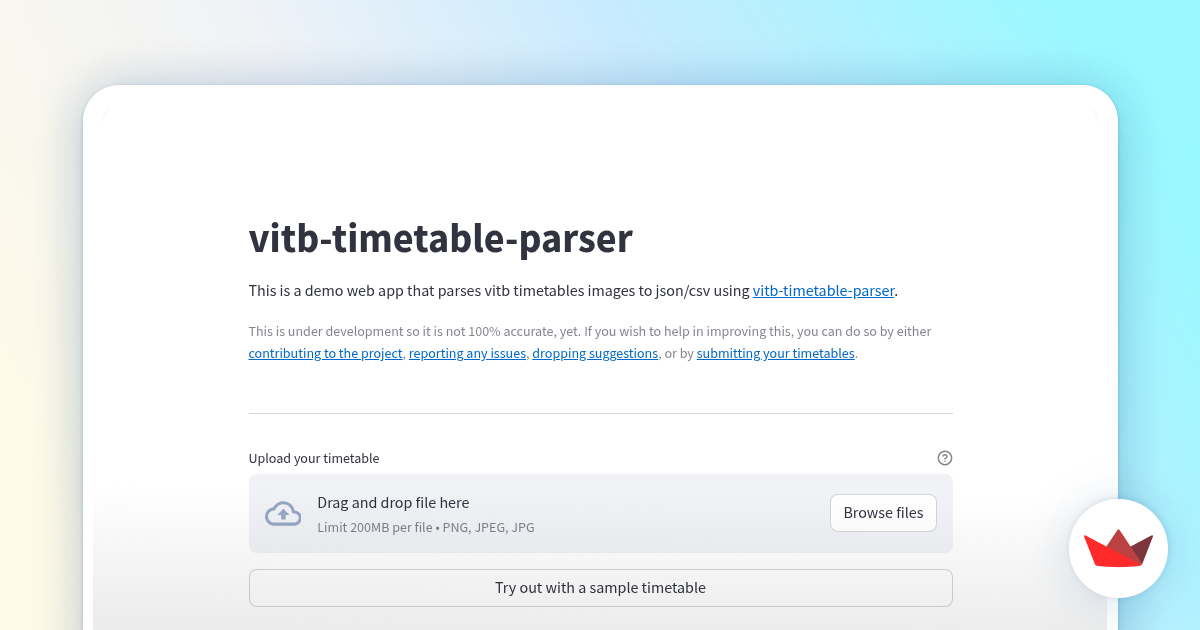 vitb-timetable-parser
This is a demo web app that parses vitb timetables images to json/csv using vitb-timetable-parser.
This is under development so it is not 100% accurate, yet. If you wish to help in improving this, you can do so by either
contributing to the project, reporting any issues, dropping suggestions, or by submitting your timetables.
Upload your timetable
Drag and drop file here
Limit 200MB per file • PNG, JPEG, JPG
Browse files
Try out with a sample timetable